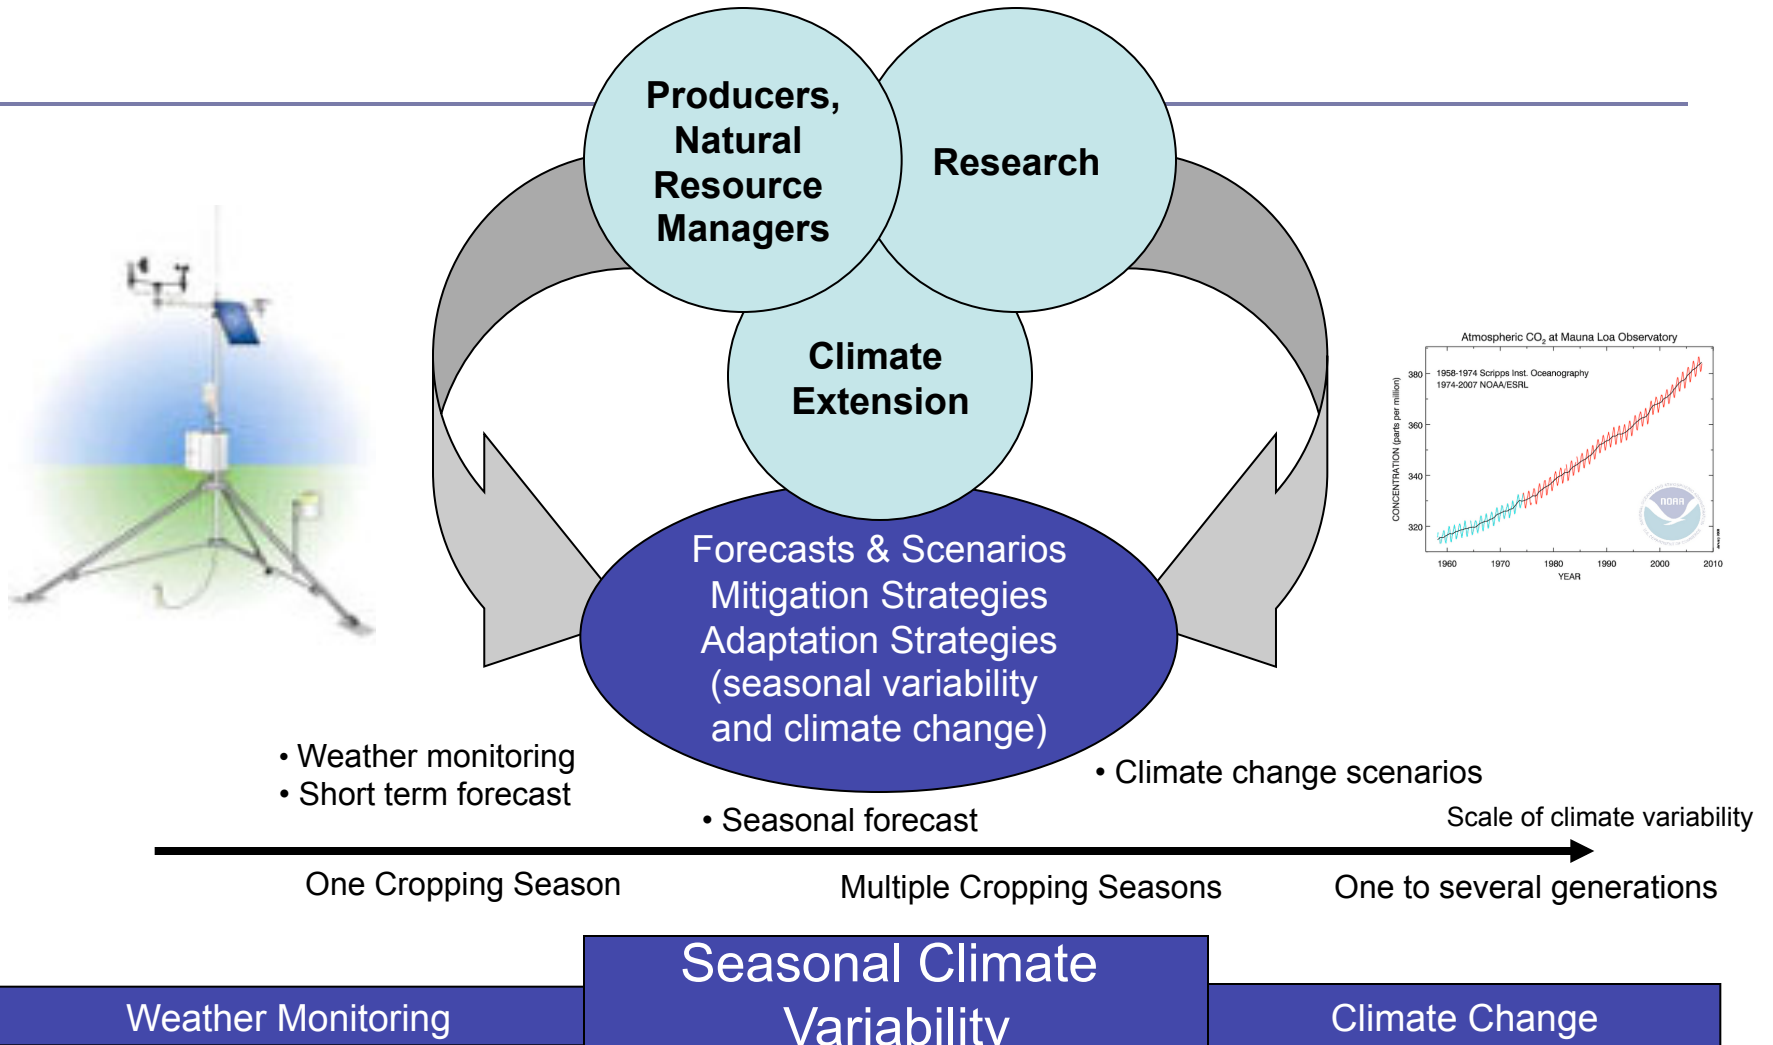 Producers,
Natural
Resource
Managers
Research
Climate
Extension
Atmospheric CO₂ at Mauna Loa Observatory
1958-1974 Scripps Inst. Oceanography
1974-2007 NOAA/ESRL
CONCENTRATION (parts per million)
380
360
340
320
NOAA
1960 1970 1980 1990 2000 2010
YEAR
Forecasts & Scenarios
Mitigation Strategies
Adaptation Strategies
(seasonal variability
and climate change)
• Weather monitoring
• Short term forecast
• Seasonal forecast
• Climate change scenarios
Scale of climate variability
One Cropping Season
Multiple Cropping Seasons
One to several generations
Weather Monitoring
Seasonal Climate
Variability
Climate Change